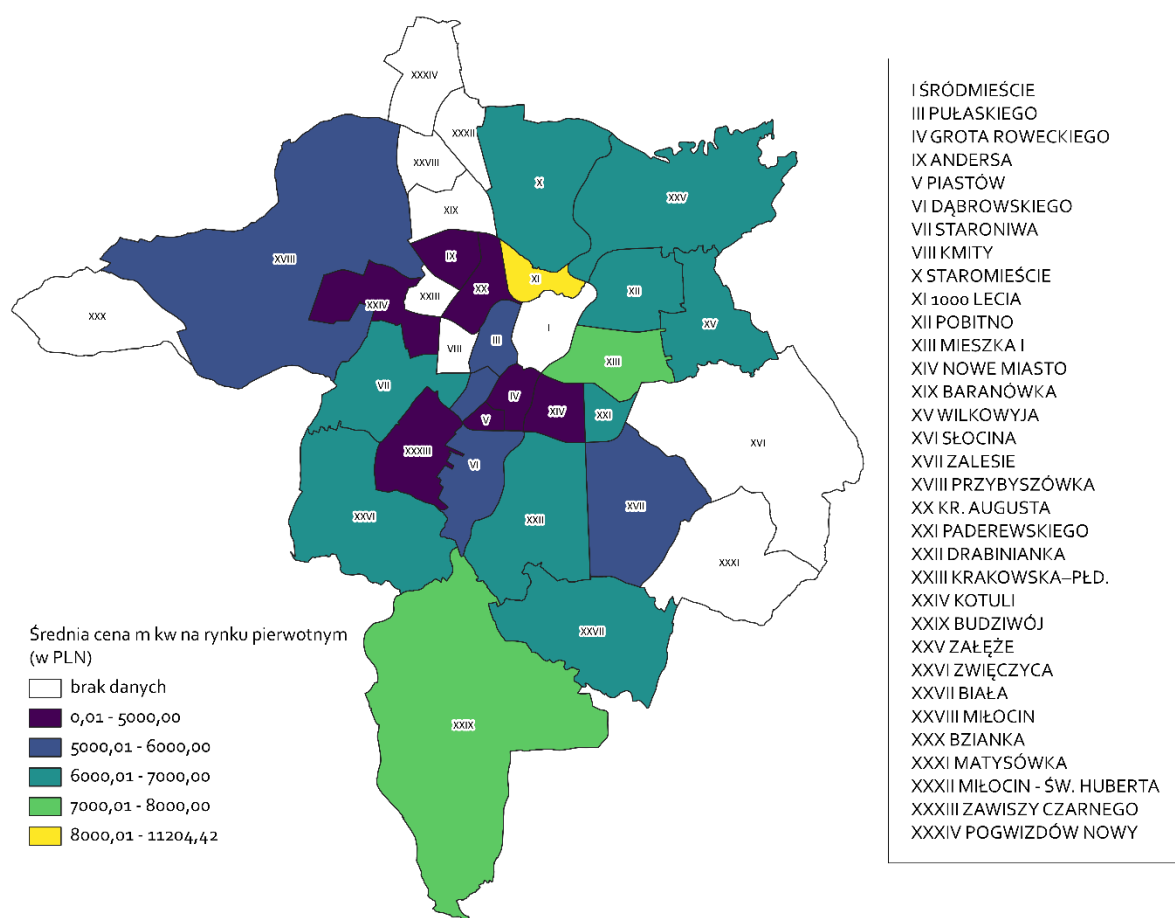 XXXIV
XXXII
XXVIII
X
XXV
XIX
IX
XVIII
XI
XX
XII
XXIV
XXIII
XXX
XV
I
III
VIII
XIII
VII
IV
XIV
XXI
V
XVI
XXXIII
VI
XVII
XXII
XXVI
XXXI
XXVII
XXIX
Średnia cena m kw na rynku pierwotnym
(w PLN)
brak danych
0,01 - 5000,00
5000,01 - 6000,00
6000,01 - 7000,00
7000,01 - 8000,00
8000,01 - 11204,42
I ŚRÓDMIEŚCIE
III PUŁASKIEGO
IV GROTA ROWECKIEGO
IX ANDERSA
V PIASTÓW
VI DĄBROWSKIEGO
VII STARONIWA
VIII KMITY
X STAROMIEŚCIE
XI 1000 LECIA
XII POBITNO
XIII MIESZKA I
XIV NOWE MIASTO
XIX BARANÓWKA
XV WILKOWYJA
XVI SŁOCINA
XVII ZALESIE
XVIII PRZYBYSZÓWKA
XX KR. AUGUSTA
XXI PADEREWSKIEGO
XXII DRABINIANKA
XXIII KRAKOWSKA–PŁD.
XXIV KOTULI
XXIX BUDZIWÓJ
XXV ZAŁĘŻE
XXVI ZWIĘCZYCA
XXVII BIAŁA
XXVIII MIŁOCIN
XXX BZIANKA
XXXI MATYSÓWKA
XXXII MIŁOCIN - ŚW. HUBERTA
XXXIII ZAWISZY CZARNEGO
XXXIV POGWIZDÓW NOWY